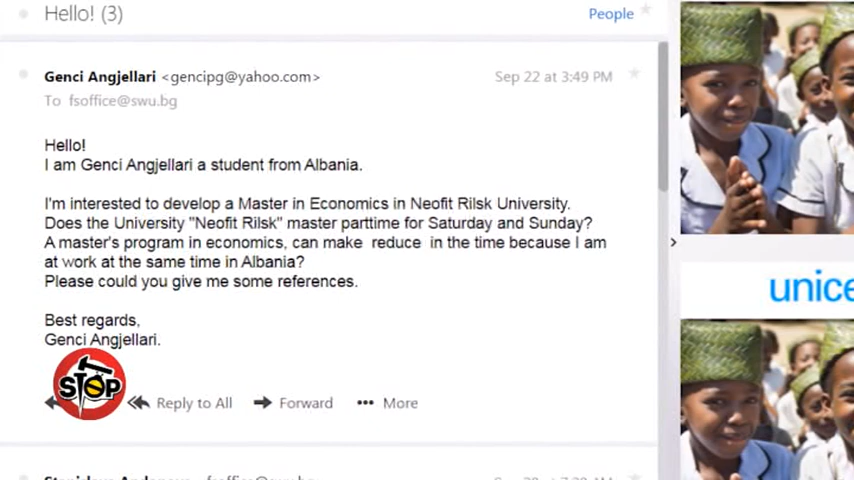 Hello! (3)
People
Genci Angjellari <gencipg@yahoo.com>
Sep 22 at 3:49 PM
To fsoffice@swu.bg
Hello!
I am Genci Angjellari a student from Albania.
I'm interested to develop a Master in Economics in Neofit Rilsk University.
Does the University "Neofit Rilsk" master parttime for Saturday and Sunday?
A master's program in economics, can make reduce in the time because I am
at work at the same time in Albania?
Please could you give me some references.
Best regards,
Genci Angjellari.
STOP
Reply to All
Forward
More
unice